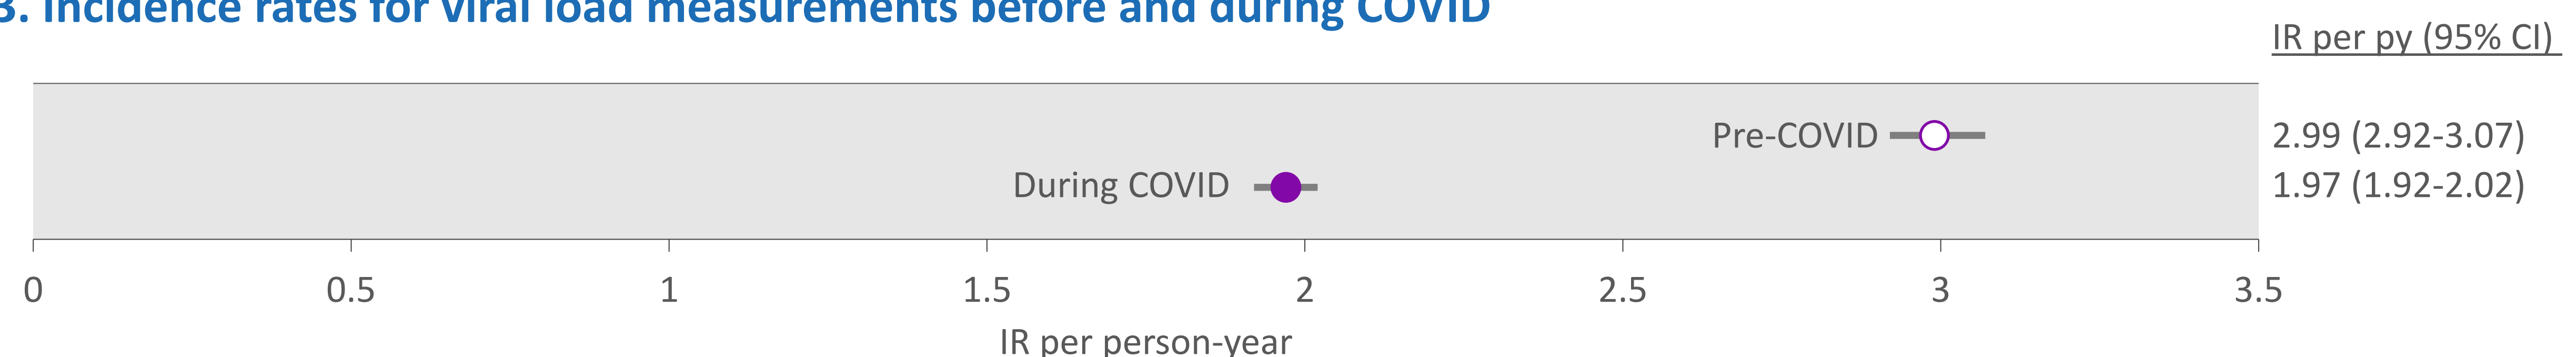 3. Incidence rates for viral load measurements before and during COVID
IR per py (95% CI)
Pre-COVID
2.99 (2.92-3.07)
During COVID
1.97 (1.92-2.02)
0 0.5 1 1.5 2 2.5 3 3.5
IR per person-year